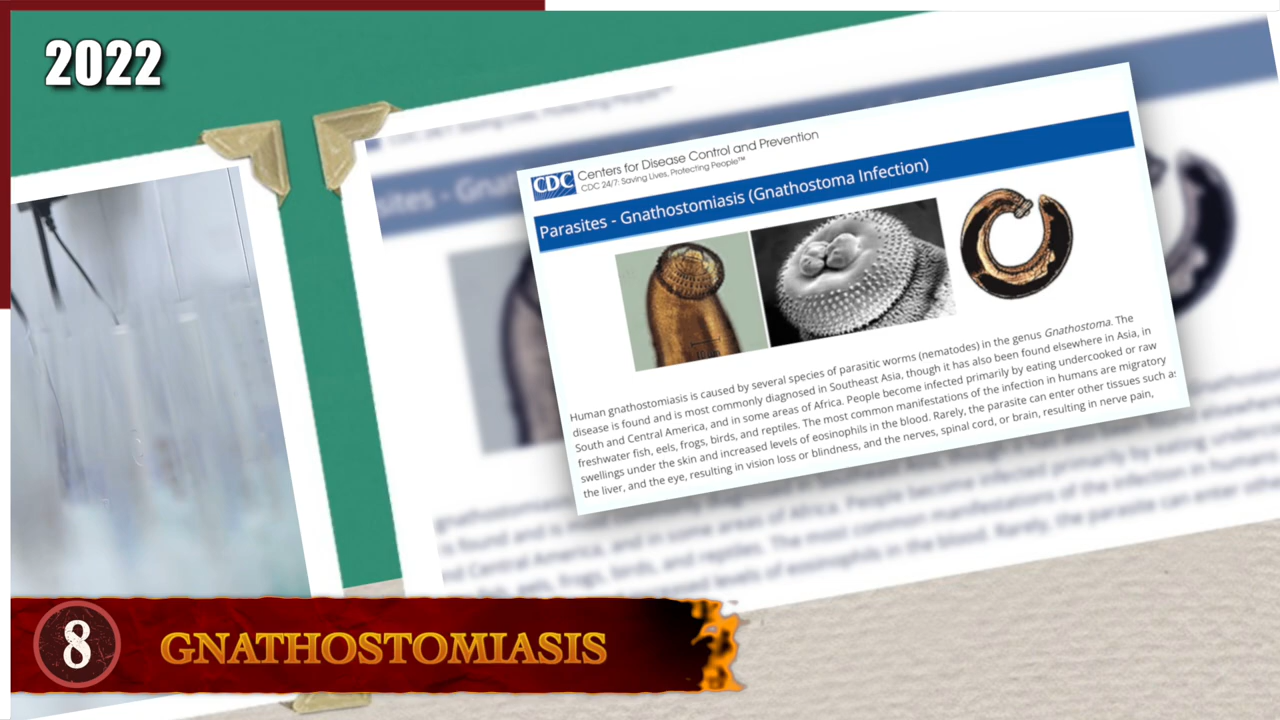 2022
CDC Centers for Disease Control and Prevention
CDC 24/7: Saving Lives, Protecting People™
Parasites - Gnathostomiasis (Gnathostoma Infection)
Human gnathostomiasis is caused by several species of parasitic worms (nematodes) in the genus Gnathostoma. The
disease is found and is most commonly diagnosed in Southeast Asia, though it has also been found elsewhere in Asia, in
South and Central America, and in some areas of Africa. People become infected primarily by eating undercooked or raw
freshwater fish, eels, frogs, birds, and reptiles. The most common manifestations of the infection in humans are migratory
swellings under the skin and increased levels of eosinophils in the blood. Rarely, the parasite can enter other tissues such as
the liver, and the eye, resulting in vision loss or blindness, and the nerves, spinal cord, or brain, resulting in nerve pain,
8 GNATHOSTOMIASIS